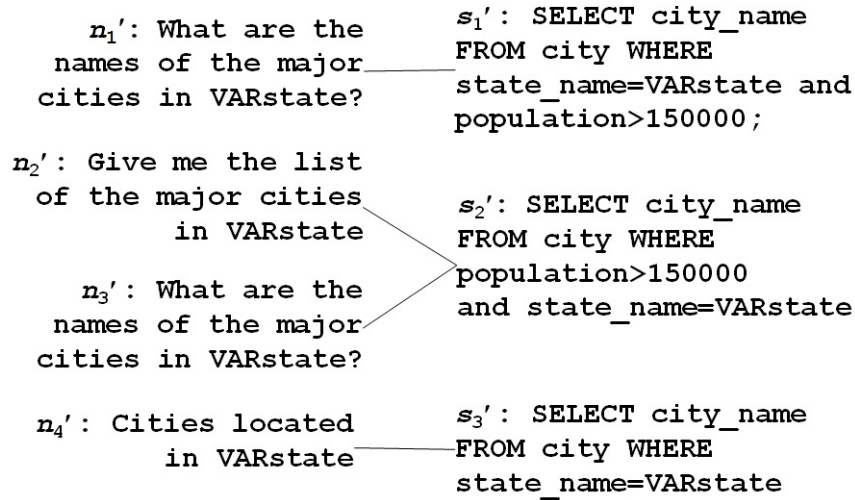 n₁′: What are the
names of the major
cities in VARstate?
s₁′: SELECT city_name
FROM city WHERE
state_name=VARstate and
population>150000;
n₂′: Give me the list
of the major cities
in VARstate
n₃′: What are the
names of the major
cities in VARstate?
s₂′: SELECT city_name
FROM city WHERE
population>150000
and state_name=VARstate
n₄′: Cities located
in VARstate
s₃′: SELECT city_name
FROM city WHERE
state_name=VARstate